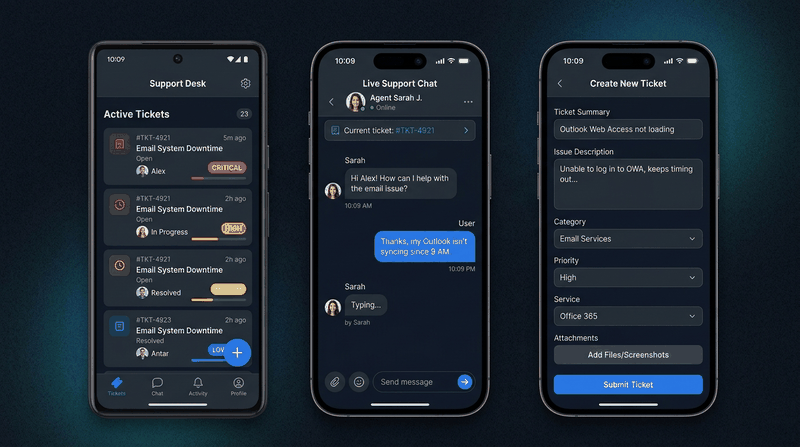 10:09
Support Desk
Active Tickets
23
#TKT-4921
5m ago
Email System Downtime
Open
Alex
CRITICAL
#TKT-4921
2h ago
Email System Downtime
Open
In Progress
#TKT-4921
2h ago
Email System Downtime
Open
Resolved
#TKT-4923
2h ago
Email System Downtime
Resolved
Antar
LOW
+
Tickets
Chat
Activity
Profile
10:09
Live Support Chat
Agent Sarah J.
Online
Current ticket: #TKT-4921
Sarah
Hi Alex! How can I help with
the email issue?
10:09 AM
User
Thanks, my Outlook isn't
syncing since 9 AM
10:09 PM
Sarah
Typing...
by Sarah
Send message
10:09
Create New Ticket
Ticket Summary
Outlook Web Access not loading
Issue Description
Unable to log in to OWA, keeps timing
out...
Category
Email Services
Priority
High
Service
Office 365
Attachments
Add Files/Screenshots
Submit Ticket